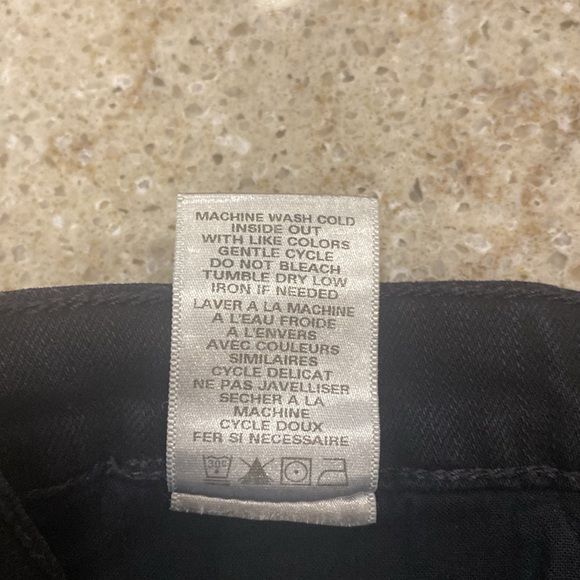 MACHINE WASH COLD
INSIDE OUT
WITH LIKE COLORS
GENTLE CYCLE
DO NOT BLEACH
TUMBLE DRY LOW
IRON IF NEEDED
LAVER A LA MACHINE
A L'EAU FROIDE
A L'ENVERS
AVEC COULEURS
SIMILAIRES
CYCLE DELICAT
NE PAS JAVELLISER
SECHER A LA
MACHINE
CYCLE DOUX
FER SI NECESSAIRE
30C